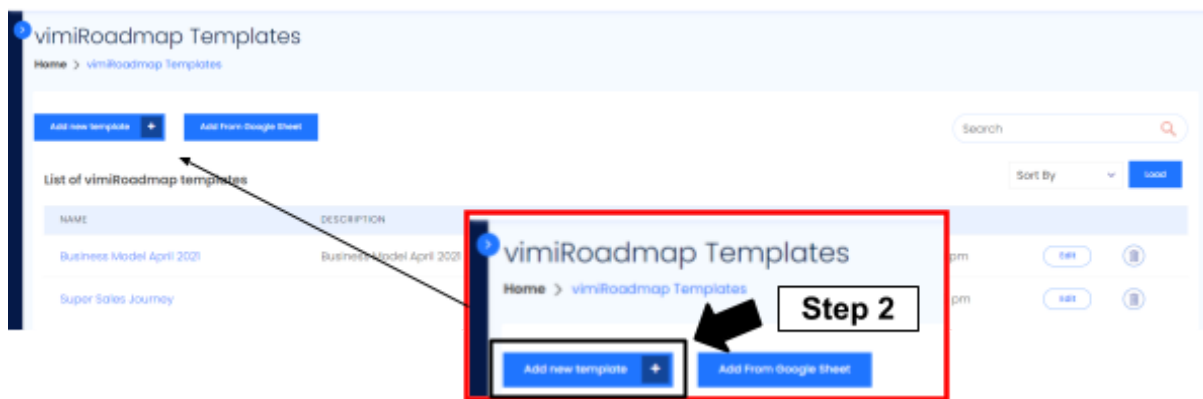 vimiRoadmap Templates
Home > vimiRoadmap Templates
Add new template +
Add From Google Sheet
Search
List of vimiRoadmap templates
Sort By
Load
NAME
DESCRIPTION
Business Model April 2021
Business Model April 2021
pm
Edit
Super Sales Journey
pm
Edit
vimiRoadmap Templates
Home > vimiRoadmap Templates
Step 2
Add new template +
Add From Google Sheet